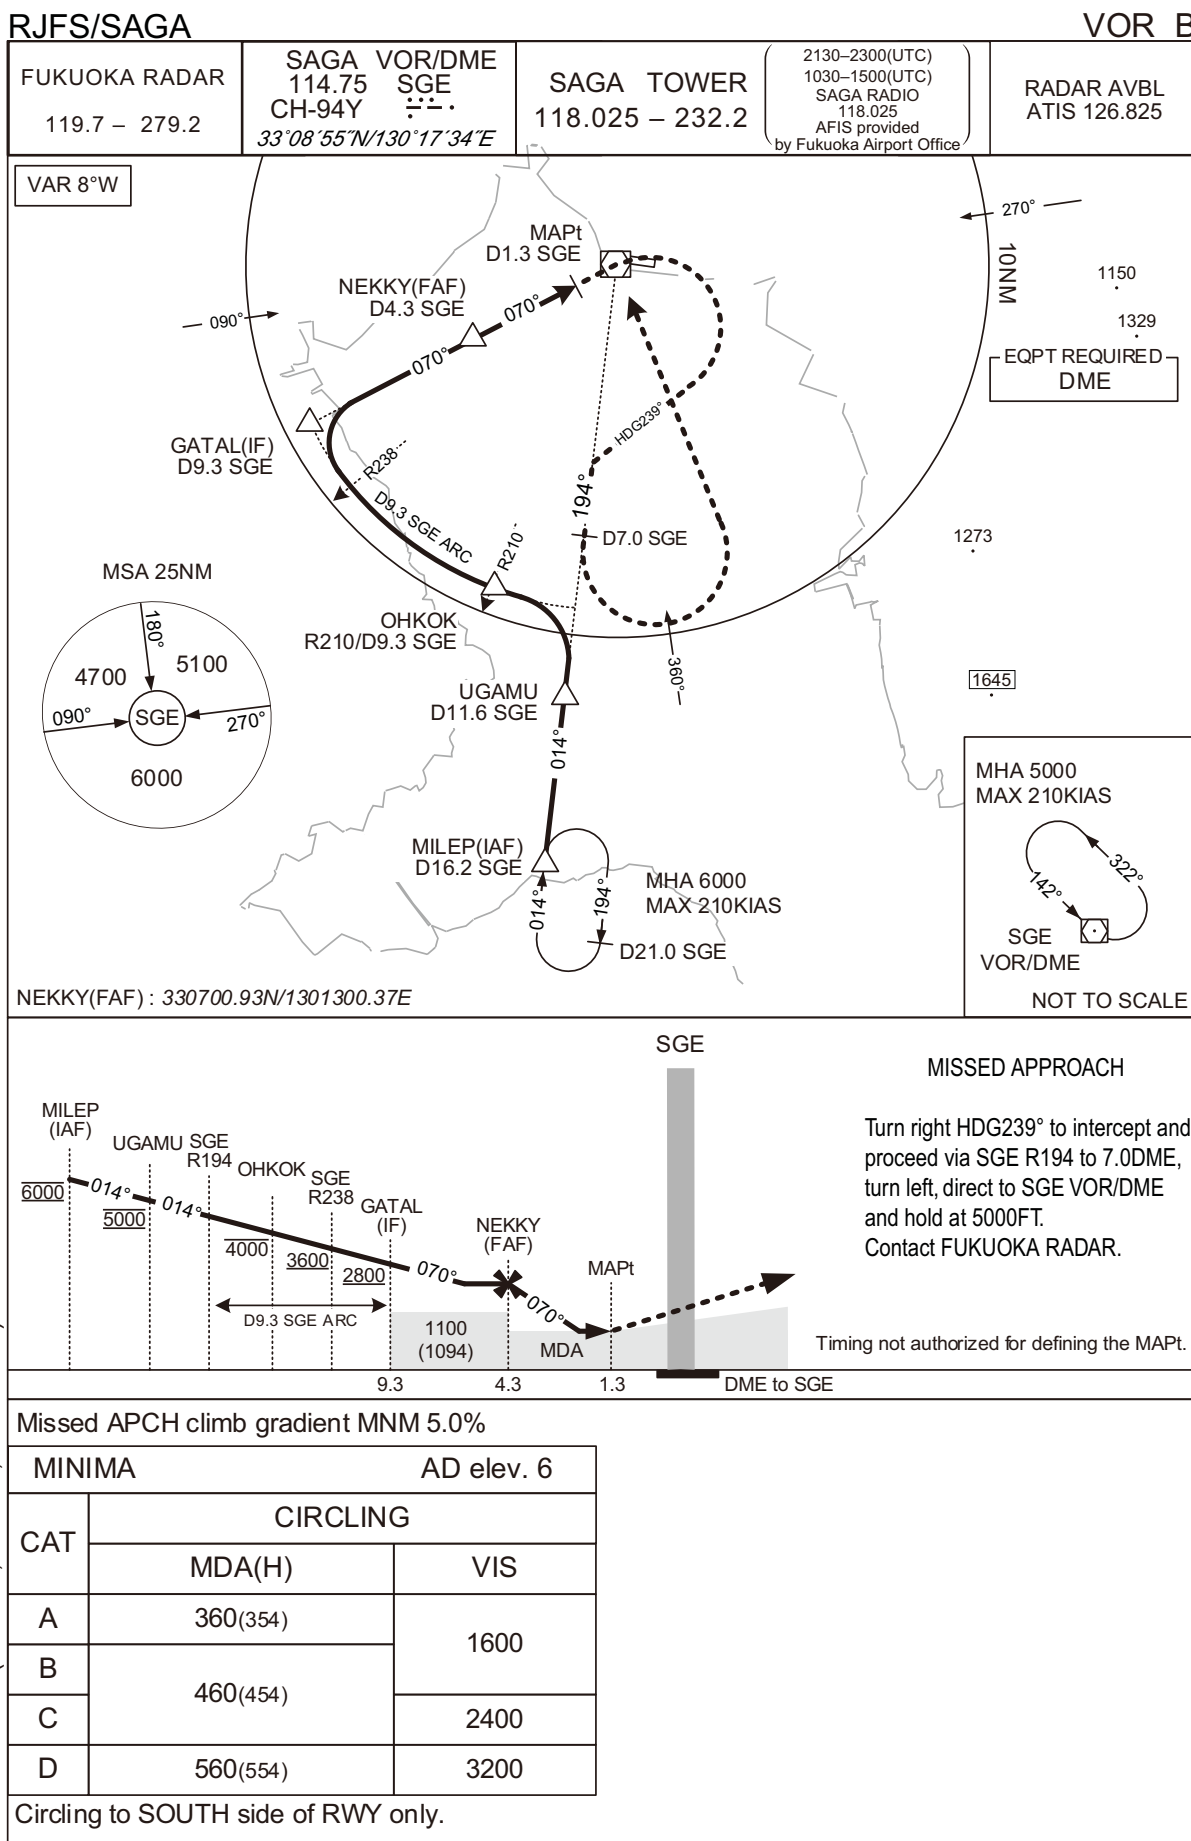 RJFS/SAGA
VOR B
FUKUOKA RADAR
119.7 – 279.2
SAGA VOR/DME
114.75 SGE
CH-94Y
33°08´55˝N/130°17´34˝E
SAGA TOWER
118.025 – 232.2
2130–2300(UTC)
1030–1500(UTC)
SAGA RADIO
118.025
AFIS provided
by Fukuoka Airport Office
RADAR AVBL
ATIS 126.825
VAR 8°W
270°
10NM
MAPt
D1.3 SGE
NEKKY(FAF)
D4.3 SGE
070°
090°
070°
1150
1329
EQPT REQUIRED
DME
GATAL(IF)
D9.3 SGE
HDG239°
R238
D9.3 SGE ARC
194°
R210
D7.0 SGE
1273
OHKOK
R210/D9.3 SGE
360°
1645
MSA 25NM
180°
4700
5100
090°
SGE
270°
6000
UGAMU
D11.6 SGE
014°
MILEP(IAF)
D16.2 SGE
014°
194°
MHA 6000
MAX 210KIAS
D21.0 SGE
MHA 5000
MAX 210KIAS
322°
142°
SGE
VOR/DME
NOT TO SCALE
NEKKY(FAF) : 330700.93N/1301300.37E
SGE
MISSED APPROACH
Turn right HDG239° to intercept and
proceed via SGE R194 to 7.0DME,
turn left, direct to SGE VOR/DME
and hold at 5000FT.
Contact FUKUOKA RADAR.
MILEP
(IAF)
UGAMU
SGE
R194
OHKOK
SGE
R238
GATAL
(IF)
NEKKY
(FAF)
MAPt
6000
014°
5000
014°
4000
3600
2800
070°
070°
D9.3 SGE ARC
1100
(1094)
MDA
Timing not authorized for defining the MAPt.
9.3
4.3
1.3
DME to SGE
Missed APCH climb gradient MNM 5.0%
MINIMA
AD elev. 6
CAT
CIRCLING
MDA(H)
VIS
A
360(354)
1600
B
460(454)
C
2400
D
560(554)
3200
Circling to SOUTH side of RWY only.